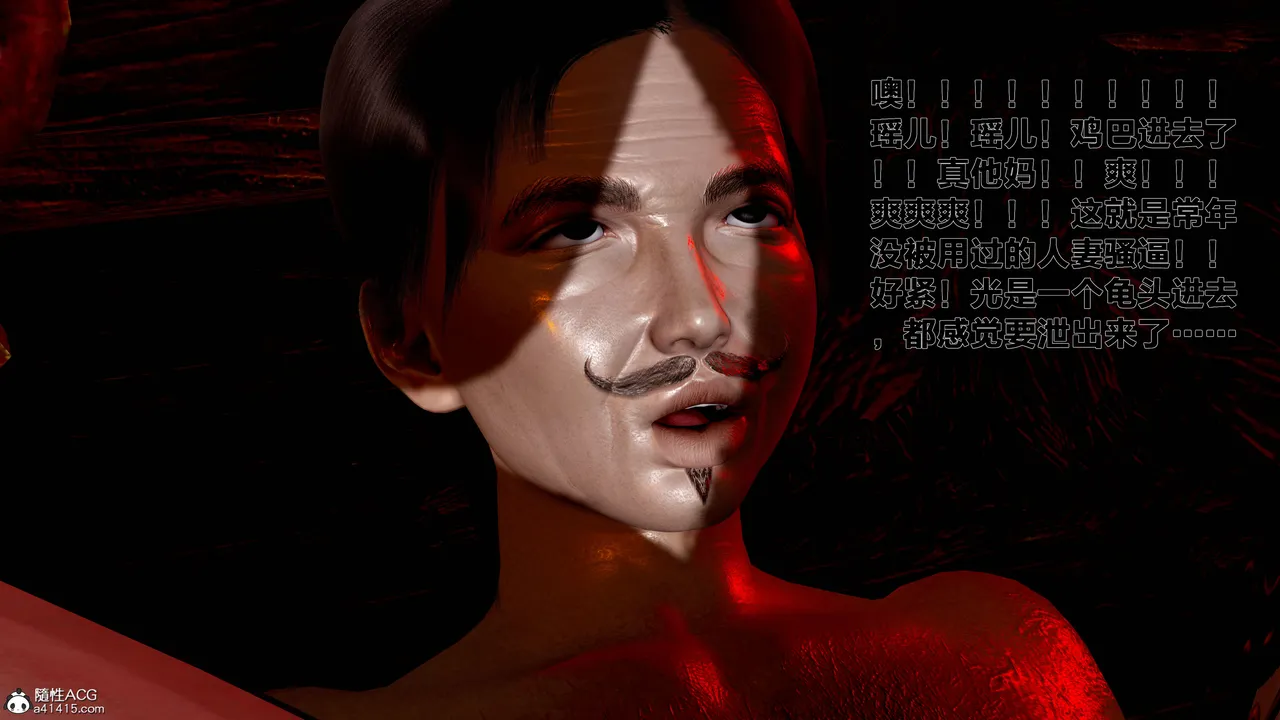 噢！！！！！！！！！！
瑶儿！瑶儿！鸡巴进去了
！！真他妈！！爽！！！
爽爽爽！！！这就是常年
没被用过的人妻骚逼！！
好紧！光是一个龟头进去
，都感觉要泄出来了……
隨性ACG
a41415.com